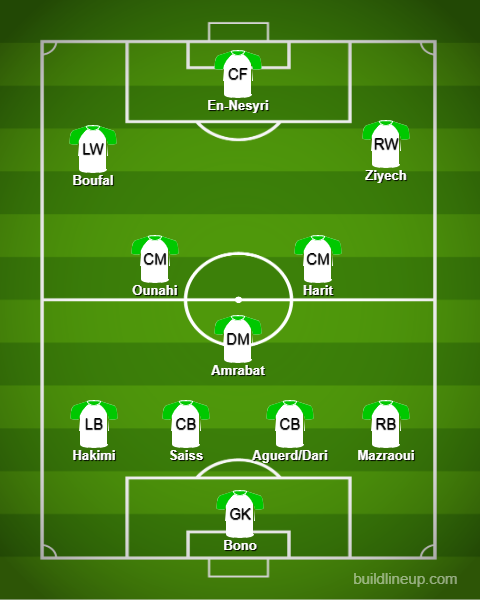 CF
En-Nesyri
LW
Boufal
RW
Ziyech
CM
Ounahi
CM
Harit
DM
Amrabat
LB
Hakimi
CB
Saiss
CB
Aguerd/Dari
RB
Mazraoui
GK
Bono
buildlineup.com